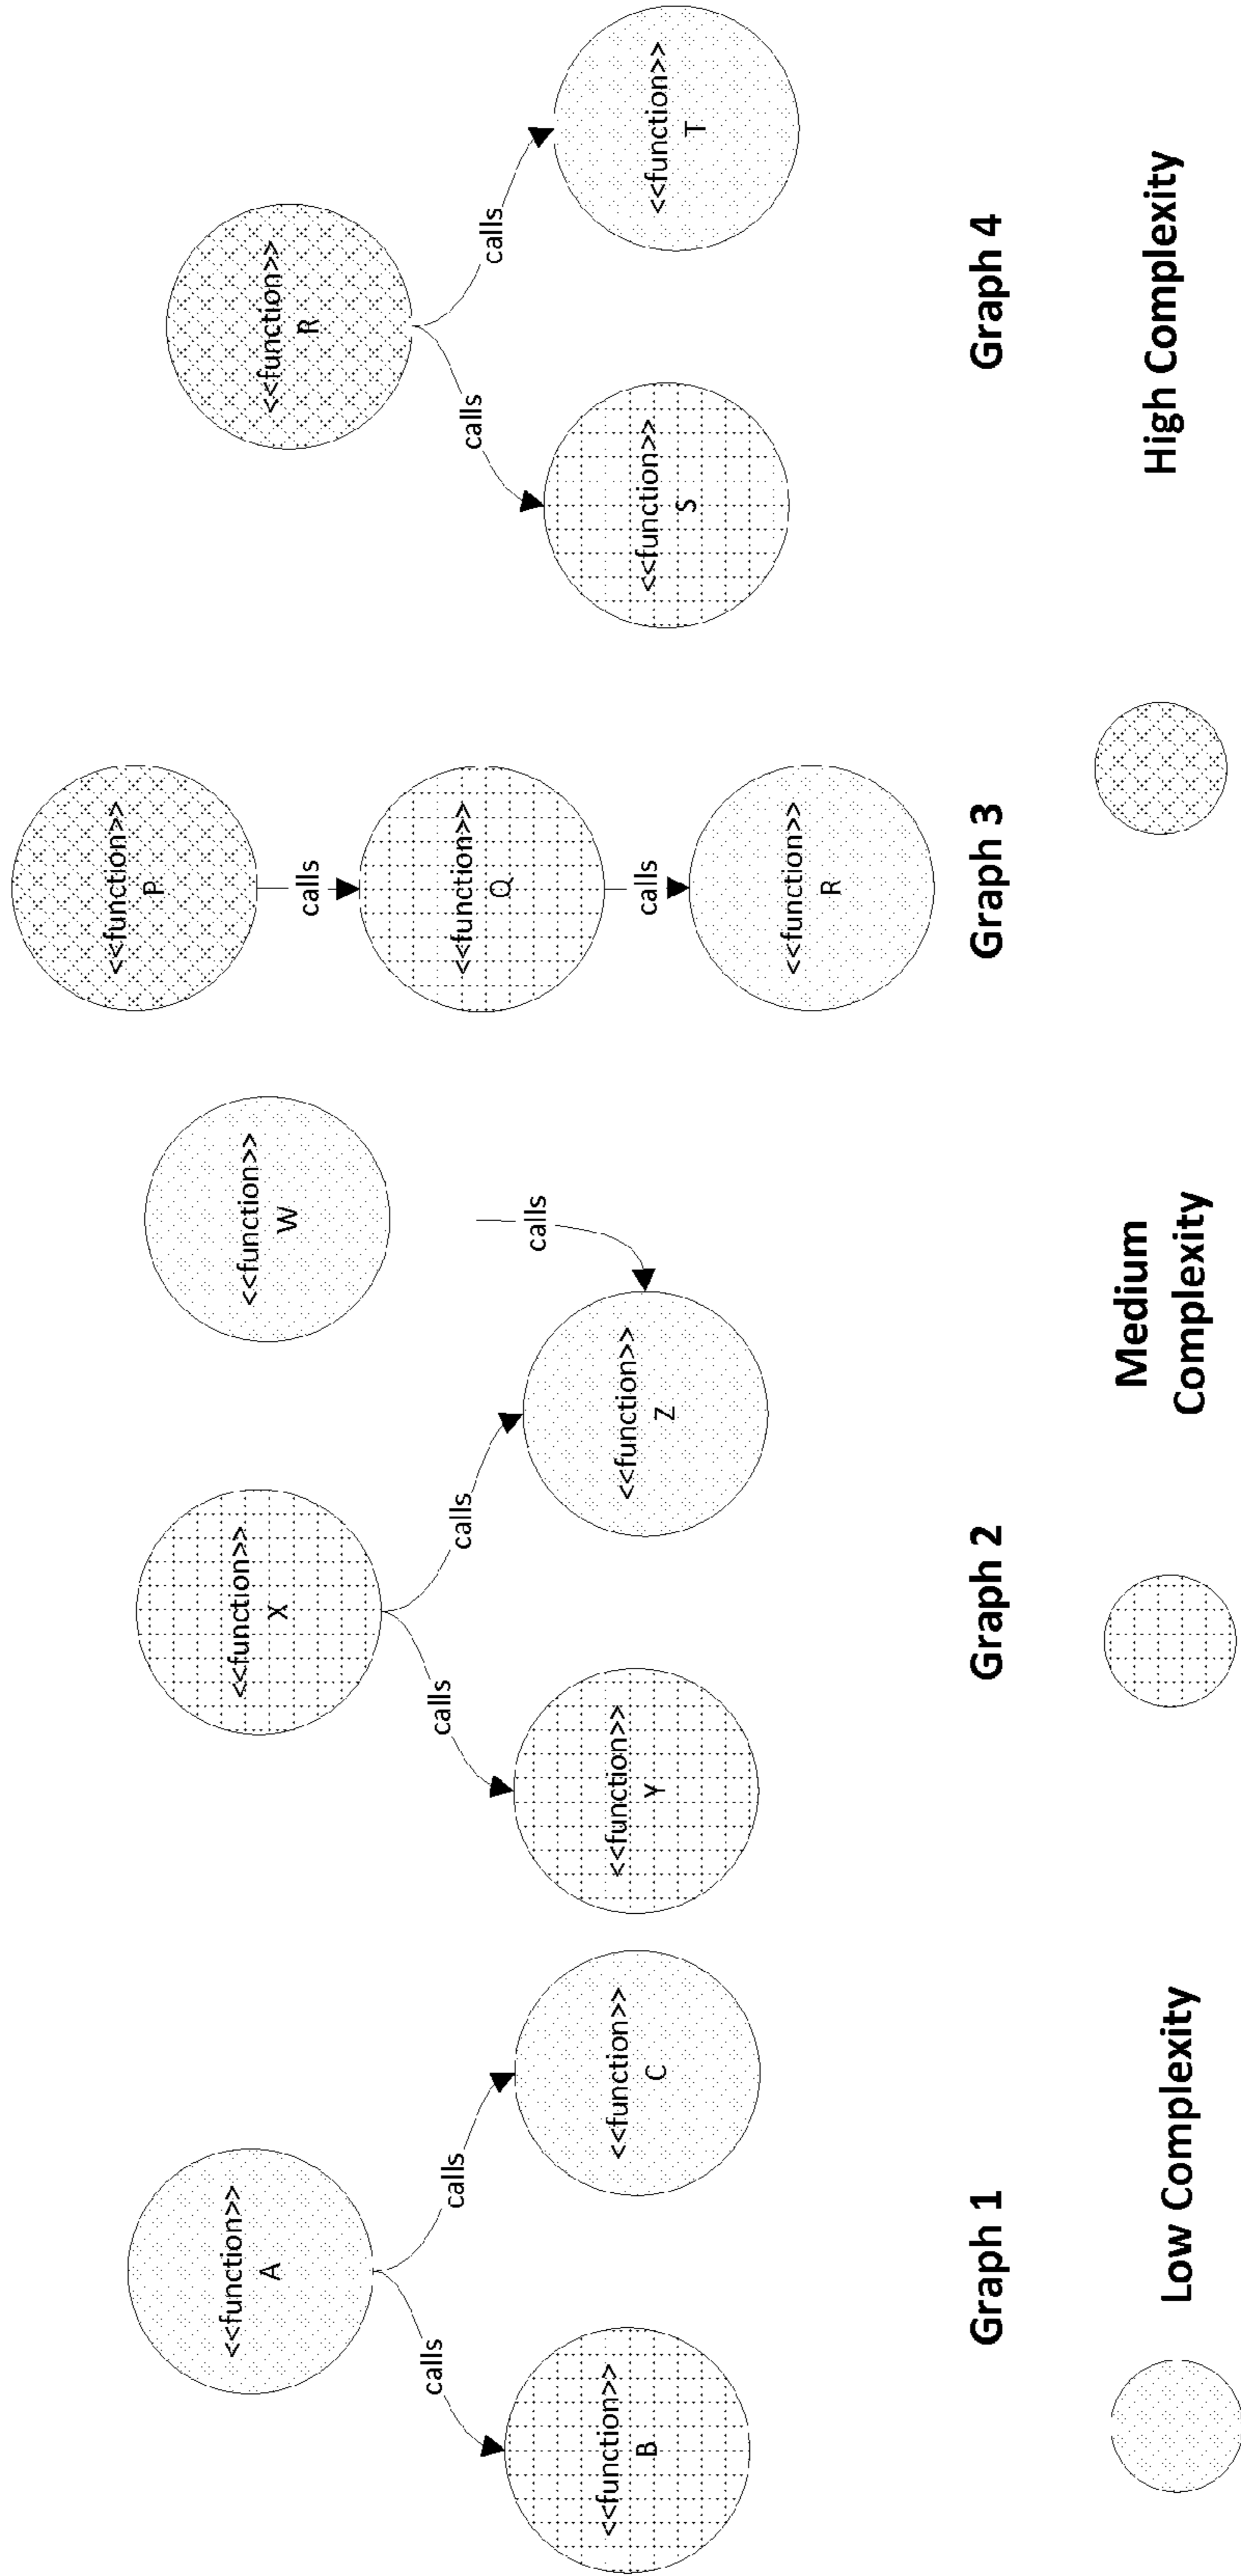 <<function>>
A
calls
calls
<<function>>
B
<<function>>
C
Graph 1
<<function>>
X
<<function>>
W
calls
calls
calls
<<function>>
Y
<<function>>
Z
Graph 2
<<function>>
P
calls
<<function>>
Q
calls
<<function>>
R
Graph 3
<<function>>
R
calls
calls
<<function>>
S
<<function>>
T
Graph 4
Low Complexity
Medium
Complexity
High Complexity